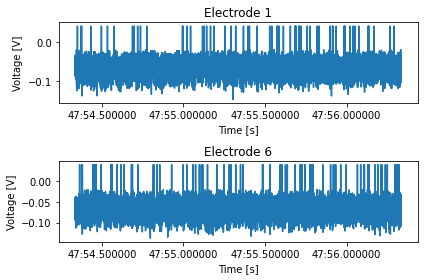 Electrode 1
0.0
−0.1
Voltage [V]
47:54.500000 47:55.000000 47:55.500000 47:56.000000
Time [s]
Electrode 6
0.00
−0.05
−0.10
Voltage [V]
47:54.500000 47:55.000000 47:55.500000 47:56.000000
Time [s]